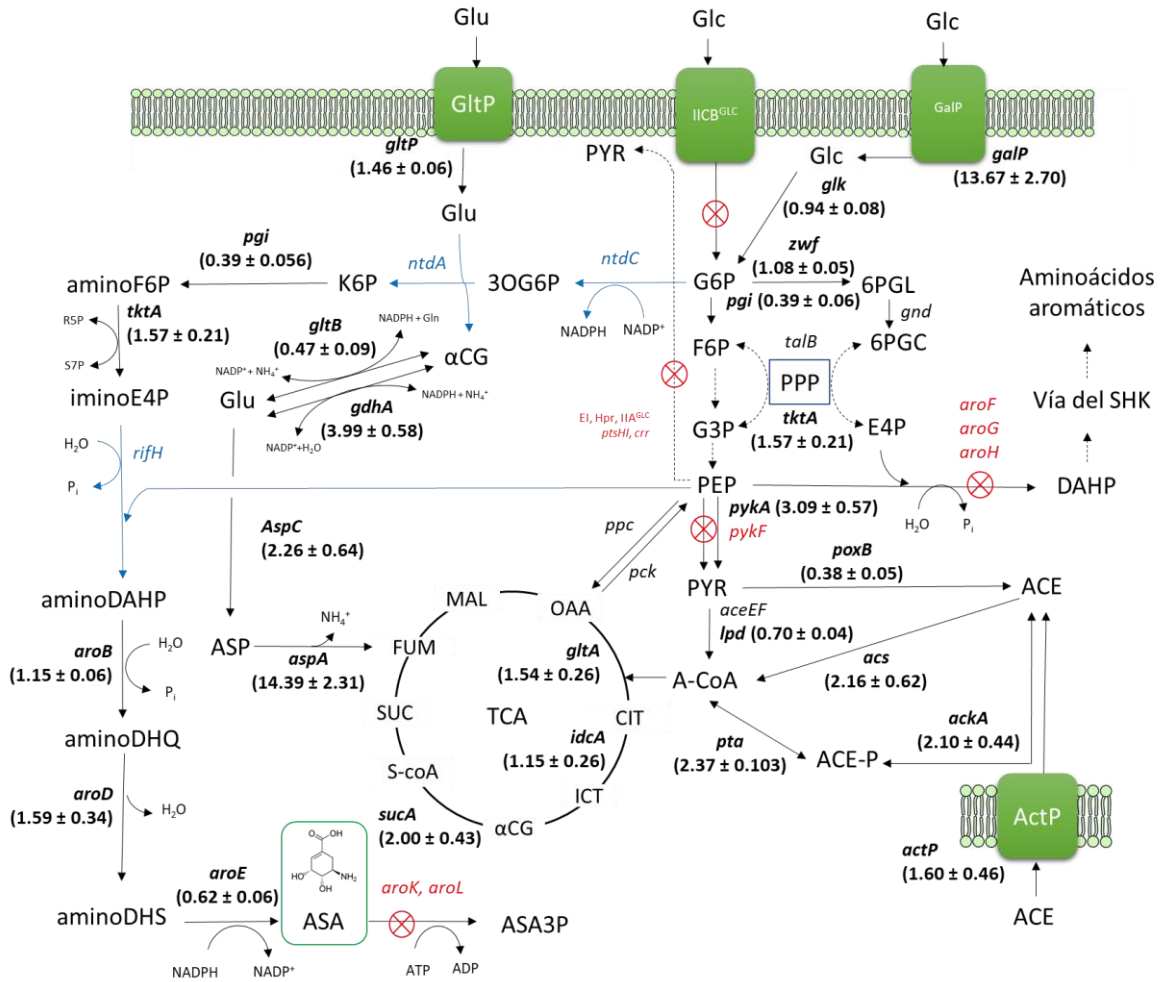 Glu
Glc
Glc
GltP
IICB^GLC
GalP
gltP
(1.46 ± 0.06)
PYR
Glc
galP
(13.67 ± 2.70)
glk
(0.94 ± 0.08)
Glu
pgi
(0.39 ± 0.056)
ntdA
ntdC
zwf
(1.08 ± 0.05)
aminoF6P
K6P
3OG6P
G6P
6PGL
Aminoácidos
aromáticos
pgi (0.39 ± 0.06)
gnd
tktA
(1.57 ± 0.21)
R5P
S7P
gltB
(0.47 ± 0.09)
NADPH + Gln
NADPH
NADP⁺
F6P
talB
6PGC
αCG
NADP⁺ + NH₄⁺
NADPH + NH₄⁺
PPP
iminoE4P
Glu
gdhA
(3.99 ± 0.58)
NADP⁺+H₂O
EI, Hpr, IIA^GLC
ptsHI, crr
G3P
tktA
(1.57 ± 0.21)
E4P
aroF
aroG
aroH
Vía del SHK
H₂O
rifH
Pᵢ
PEP
DAHP
pykA (3.09 ± 0.57)
H₂O
Pᵢ
pykF
AspC
(2.26 ± 0.64)
ppc
pck
poxB
(0.38 ± 0.05)
aminoDAHP
MAL
OAA
PYR
ACE
aceEF
lpd (0.70 ± 0.04)
NH₄⁺
aroB
(1.15 ± 0.06)
H₂O
Pᵢ
ASP
aspA
(14.39 ± 2.31)
FUM
gltA
(1.54 ± 0.26)
A-CoA
acs
(2.16 ± 0.62)
SUC
TCA
CIT
aminoDHQ
idcA
(1.15 ± 0.26)
pta
(2.37 ± 0.103)
ACE-P
ackA
(2.10 ± 0.44)
S-coA
ICT
aroD
(1.59 ± 0.34)
H₂O
sucA
(2.00 ± 0.43)
αCG
ActP
O
OH
HO
NH₂
OH
actP
(1.60 ± 0.46)
aroE
(0.62 ± 0.06)
aroK, aroL
aminoDHS
ASA
ASA3P
ACE
NADPH
NADP⁺
ATP
ADP